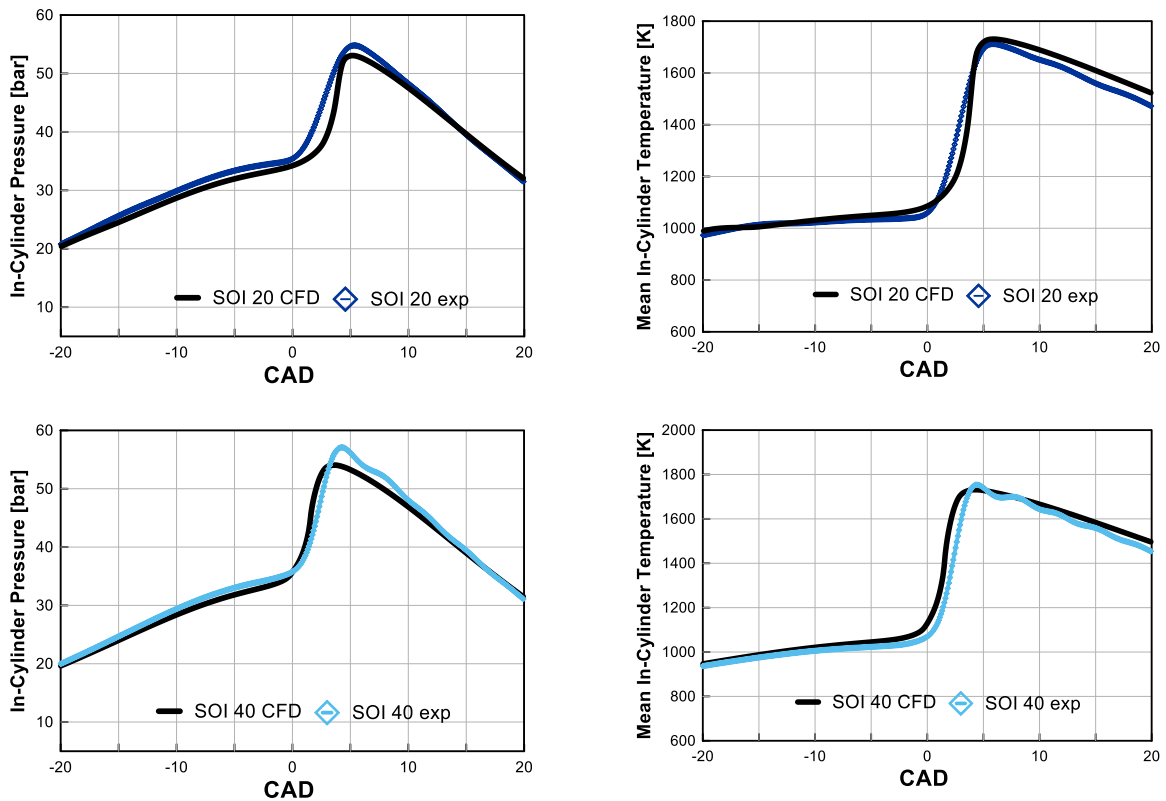 In-Cylinder Pressure [bar]
60
50
40
30
20
10
SOI 20 CFD
SOI 20 exp
-20
-10
0
10
20
CAD
Mean In-Cylinder Temperature [K]
1800
1600
1400
1200
1000
800
600
SOI 20 CFD
SOI 20 exp
-20
-10
0
10
20
CAD
In-Cylinder Pressure [bar]
60
50
40
30
20
10
SOI 40 CFD
SOI 40 exp
-20
-10
0
10
20
CAD
Mean In-Cylinder Temperature [K]
2000
1800
1600
1400
1200
1000
800
600
SOI 40 CFD
SOI 40 exp
-20
-10
0
10
20
CAD